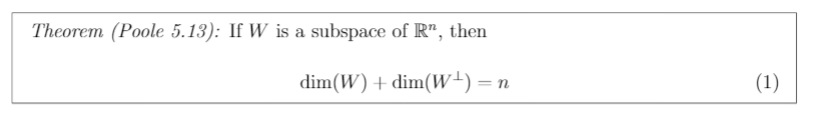 Theorem (Poole 5.13): If W is a subspace of ℝⁿ, then
dim(W) + dim(W⊥) = n (1)